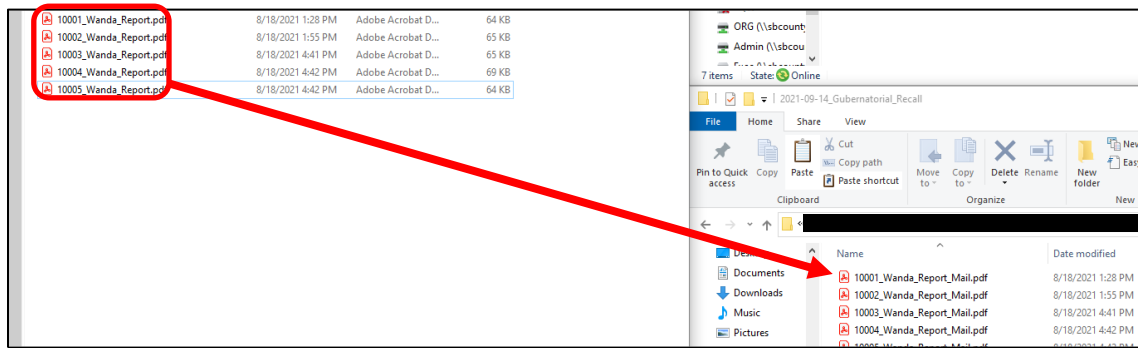 10001_Wanda_Report.pdf 8/18/2021 1:28 PM Adobe Acrobat D... 64 KB
10002_Wanda_Report.pdf 8/18/2021 1:55 PM Adobe Acrobat D... 65 KB
10003_Wanda_Report.pdf 8/18/2021 4:41 PM Adobe Acrobat D... 65 KB
10004_Wanda_Report.pdf 8/18/2021 4:42 PM Adobe Acrobat D... 69 KB
10005_Wanda_Report.pdf 8/18/2021 4:42 PM Adobe Acrobat D... 64 KB
ORG (\\sbcounty
Admin (\\sbcou
7 items State: Online
2021-09-14_Gubernatorial_Recall
File Home Share View
Pin to Quick access
Copy
Paste
Cut
Copy path
Paste shortcut
Clipboard
Move to
Copy to
Delete
Rename
Organize
New folder
New
Eas
New
Name Date modified
Documents
Downloads
Music
Pictures
10001_Wanda_Report_Mail.pdf 8/18/2021 1:28 PM
10002_Wanda_Report_Mail.pdf 8/18/2021 1:55 PM
10003_Wanda_Report_Mail.pdf 8/18/2021 4:41 PM
10004_Wanda_Report_Mail.pdf 8/18/2021 4:42 PM